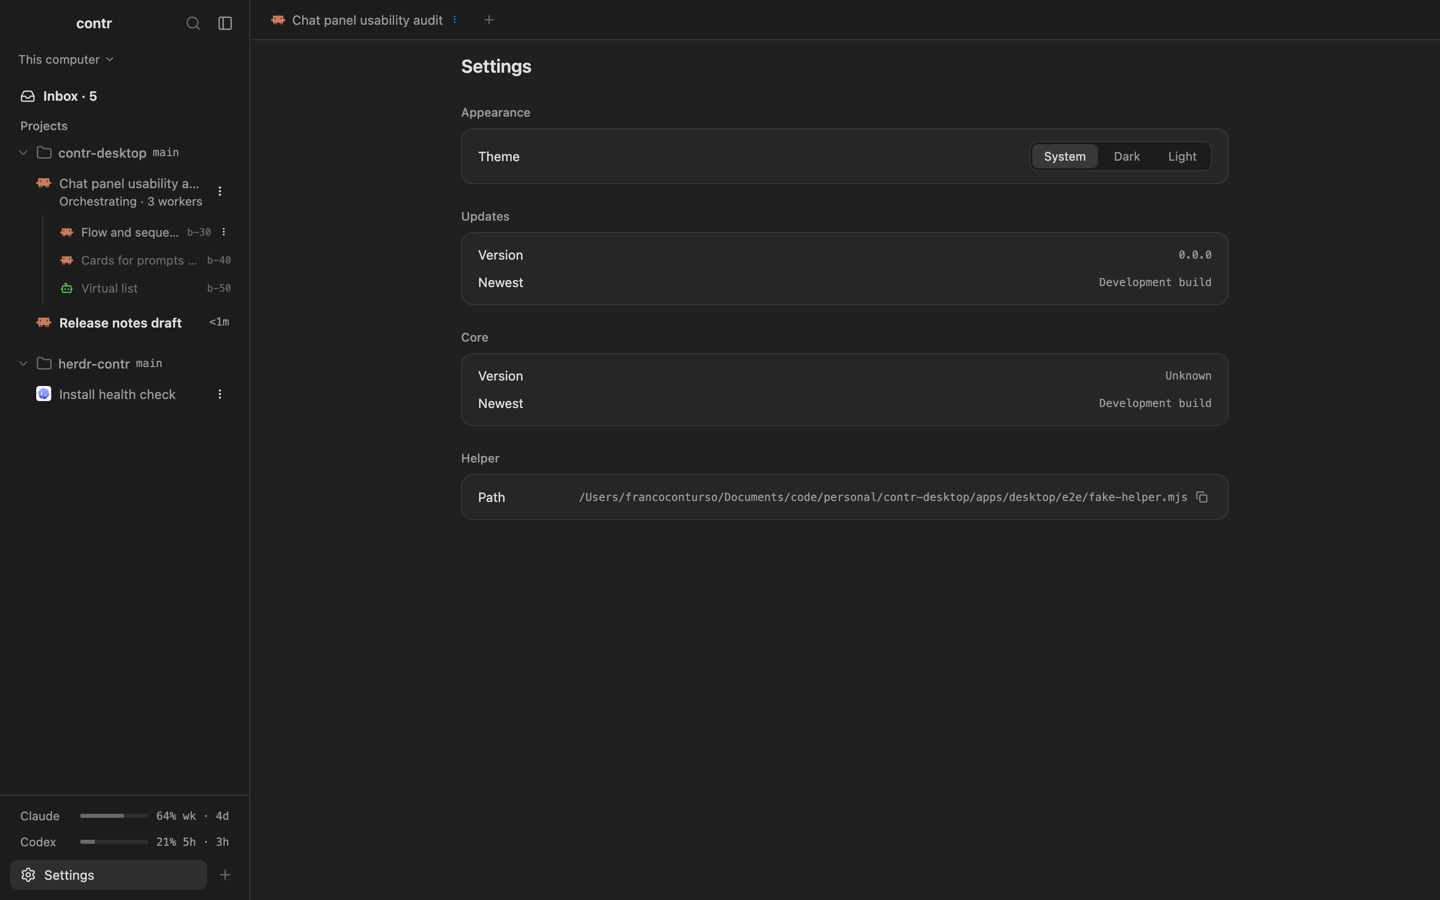 contr
This computer
Inbox · 5
Projects
contr-desktop main
Chat panel usability a...
Orchestrating · 3 workers
Flow and seque... b-30
Cards for prompts ... b-40
Virtual list b-50
Release notes draft <1m
herdr-contr main
Install health check
Claude 64% wk · 4d
Codex 21% 5h · 3h
Settings
Chat panel usability audit
Settings
Appearance
Theme System Dark Light
Updates
Version 0.0.0
Newest Development build
Core
Version Unknown
Newest Development build
Helper
Path /Users/francoconturso/Documents/code/personal/contr-desktop/apps/desktop/e2e/fake-helper.mjs